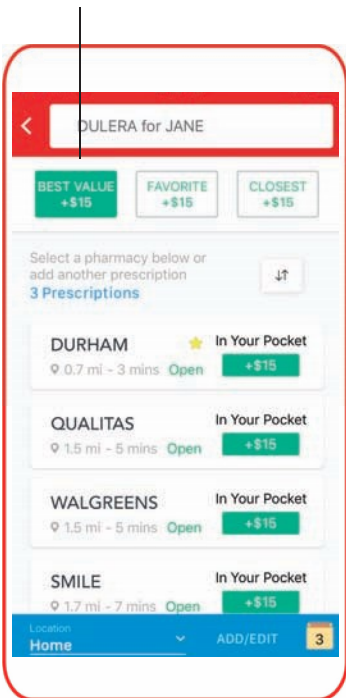 DULERA for JANE
BEST VALUE FAVORITE CLOSEST
+$15 +$15 +$15
Select a pharmacy below or
add another prescription
3 Prescriptions
DURHAM In Your Pocket
0.7 mi - 3 mins Open +$15
QUALITAS In Your Pocket
1.5 mi - 5 mins Open +$15
WALGREENS In Your Pocket
1.5 mi - 5 mins Open +$15
SMILE In Your Pocket
1.7 mi - 7 mins Open +$15
Location
Home ADD/EDIT 3